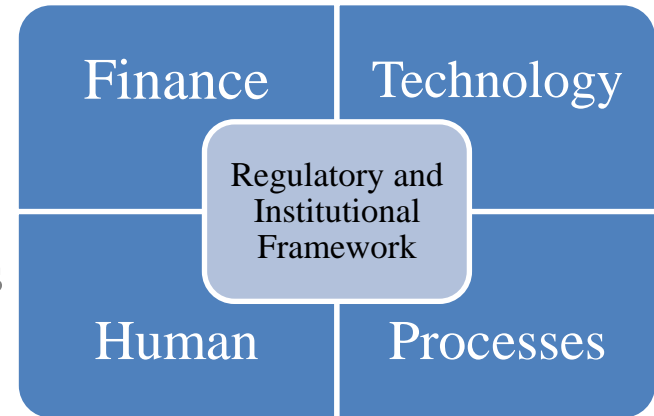 Finance
Technology
Regulatory and
Institutional
Framework
Human
Processes